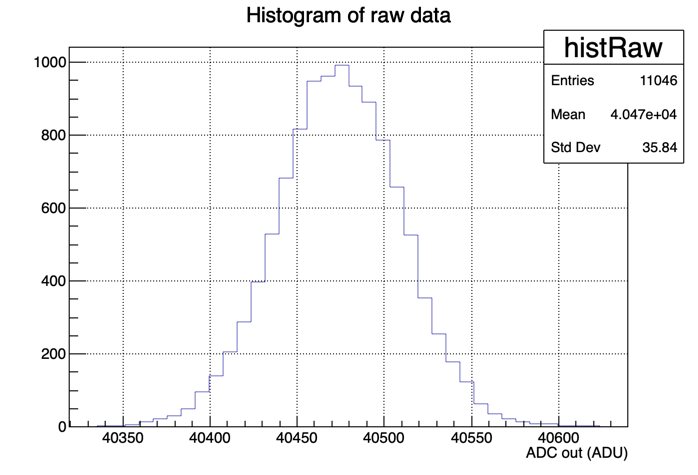 Histogram of raw data
histRaw
Entries 11046
Mean 4.047e+04
Std Dev 35.84
1000
800
600
400
200
0
40350 40400 40450 40500 40550 40600
ADC out (ADU)